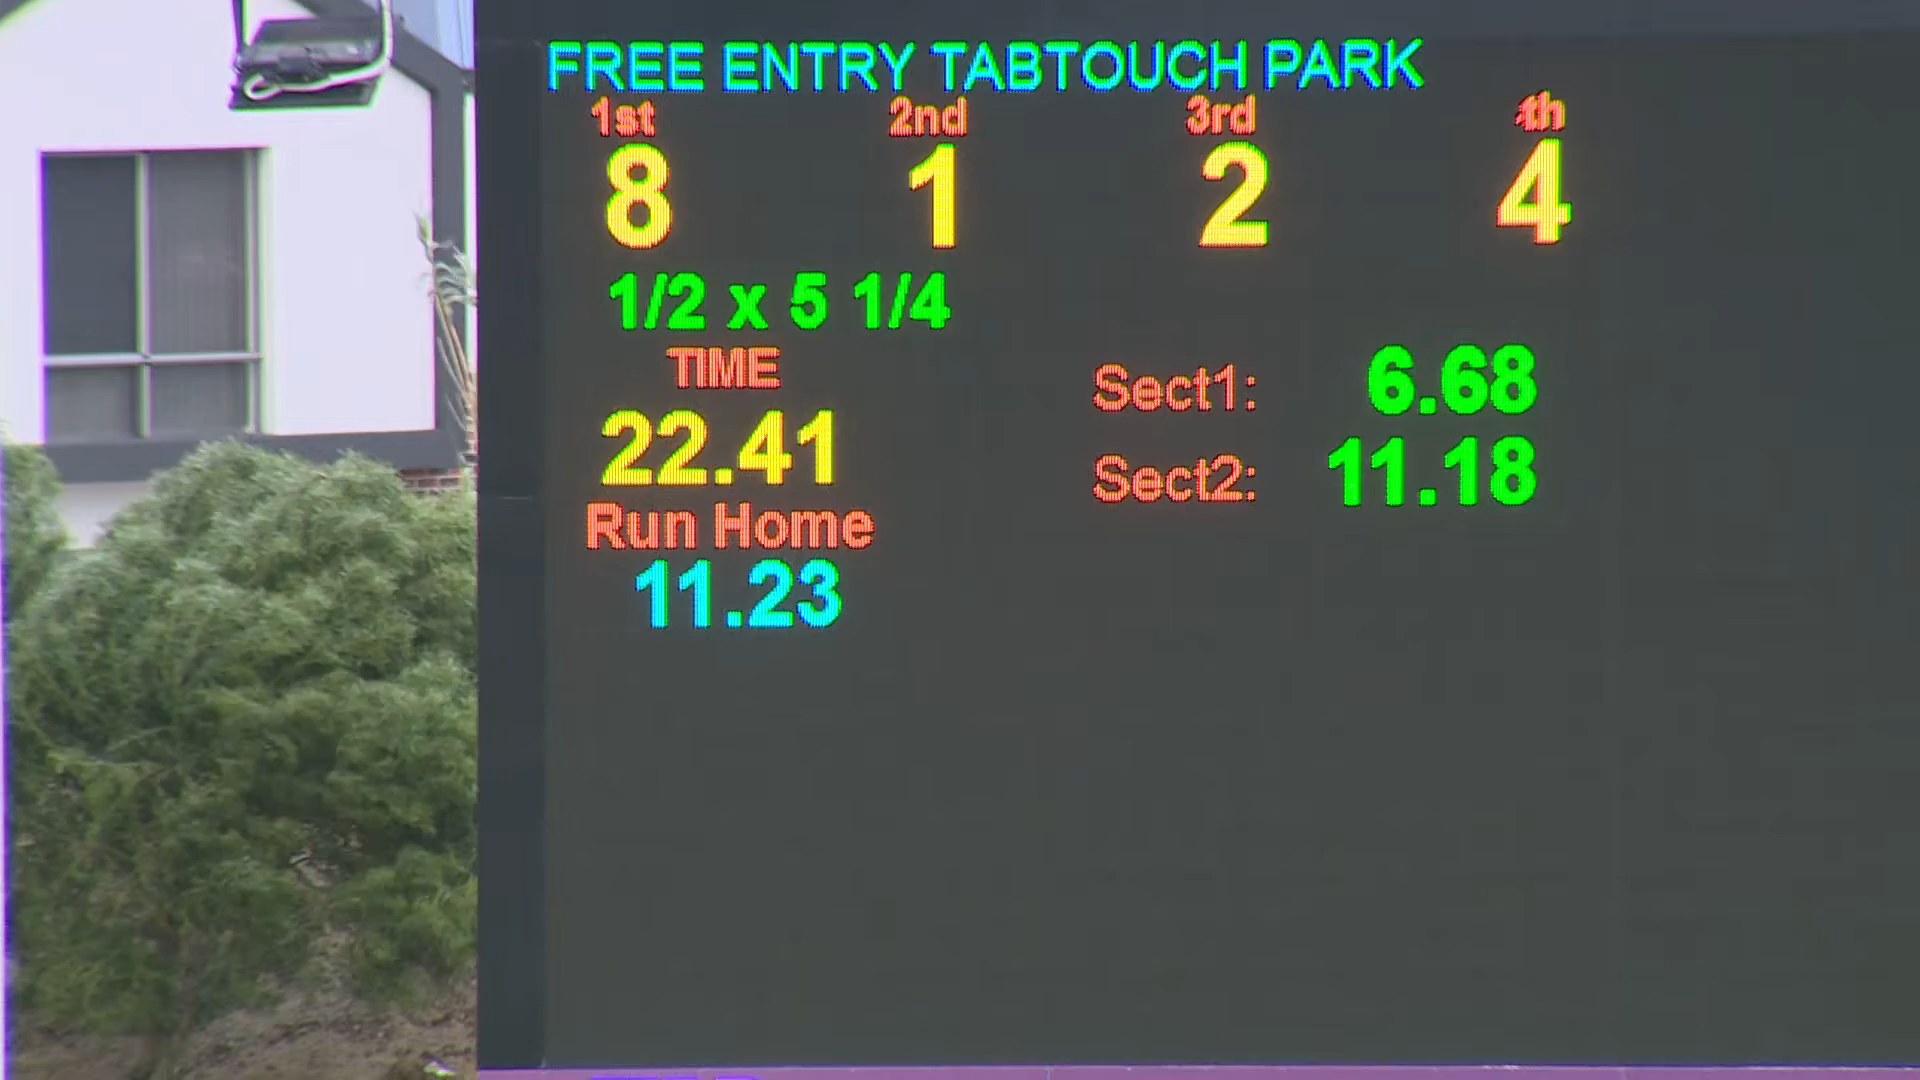 FREE ENTRY TABTOUCH PARK
1st 2nd 3rd 4th
8 1 2 4
1/2 x 5 1/4
TIME
22.41
Sect1: 6.68
Sect2: 11.18
Run Home
11.23